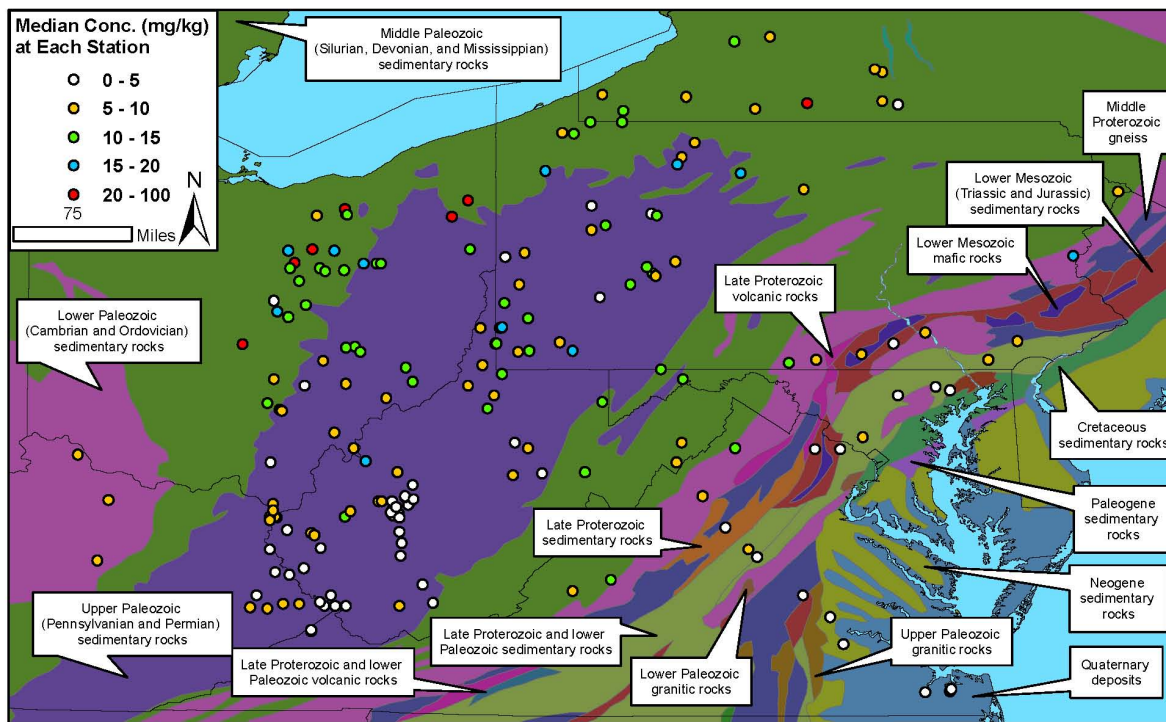 Median Conc. (mg/kg)
at Each Station
0 - 5
5 - 10
10 - 15
15 - 20
20 - 100
N
75
Miles
Middle Paleozoic
(Silurian, Devonian, and Mississippian)
sedimentary rocks
Middle
Proterozoic
gneiss
Lower Mesozoic
(Triassic and Jurassic)
sedimentary rocks
Lower Mesozoic
mafic rocks
Late Proterozoic
volcanic rocks
Lower Paleozoic
(Cambrian and Ordovician)
sedimentary rocks
Cretaceous
sedimentary rocks
Paleogene
sedimentary rocks
Late Proterozoic
sedimentary rocks
Neogene
sedimentary
rocks
Upper Paleozoic
(Pennsylvanian and Permian)
sedimentary rocks
Late Proterozoic and lower
Paleozoic sedimentary rocks
Upper Paleozoic
granitic rocks
Late Proterozoic and lower
Paleozoic volcanic rocks
Lower Paleozoic
granitic rocks
Quaternary
deposits